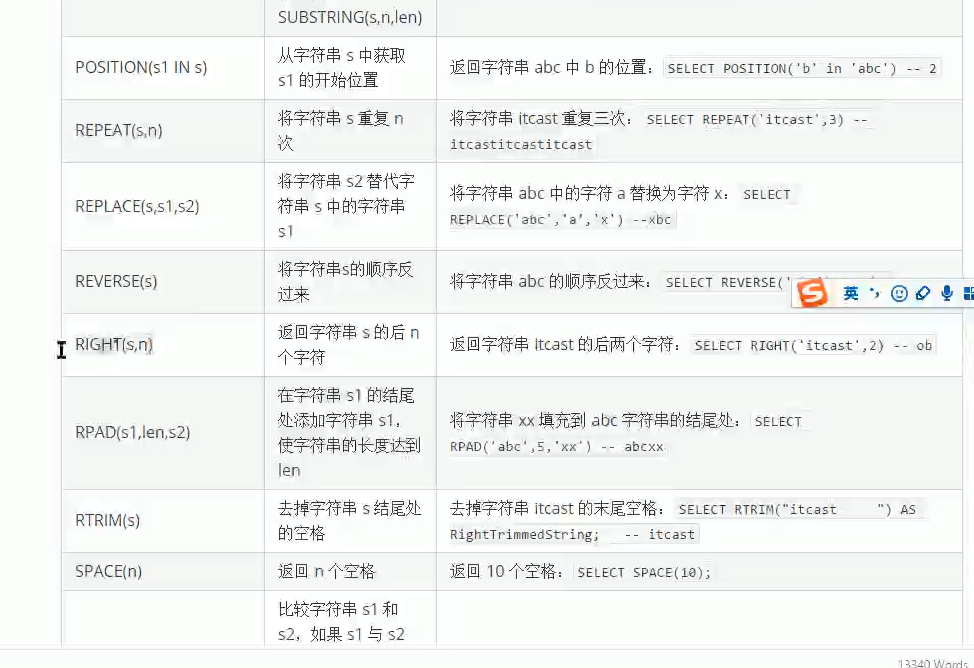 SUBSTRING(s,n,len)
POSITION(s1 IN s)
从字符串 s 中获取
s1 的开始位置
返回字符串 abc 中 b 的位置： SELECT POSITION('b' in 'abc') -- 2
REPEAT(s,n)
将字符串 s 重复 n
次
将字符串 itcast 重复三次： SELECT REPEAT('itcast',3) --
itcastitcastitcast
REPLACE(s,s1,s2)
将字符串 s2 替代字
符串 s 中的字符串
s1
将字符串 abc 中的字符 a 替换为字符 x： SELECT
REPLACE('abc','a','x') --xbc
REVERSE(s)
将字符串s的顺序反
过来
将字符串 abc 的顺序反过来： SELECT REVERSE('
英
RIGHT(s,n)
返回字符串 s 的后 n
个字符
返回字符串 itcast 的后两个字符： SELECT RIGHT('itcast',2) -- ob
RPAD(s1,len,s2)
在字符串 s1 的结尾
处添加字符串 s1，
使字符串的长度达到
len
将字符串 xx 填充到 abc 字符串的结尾处： SELECT
RPAD('abc',5,'xx') -- abcxx
RTRIM(s)
去掉字符串 s 结尾处
的空格
去掉字符串 itcast 的末尾空格： SELECT RTRIM("itcast     ") AS
RightTrimmedString;   -- itcast
SPACE(n)
返回 n 个空格
返回 10 个空格： SELECT SPACE(10);
比较字符串 s1 和
s2，如果 s1 与 s2
13340 Words